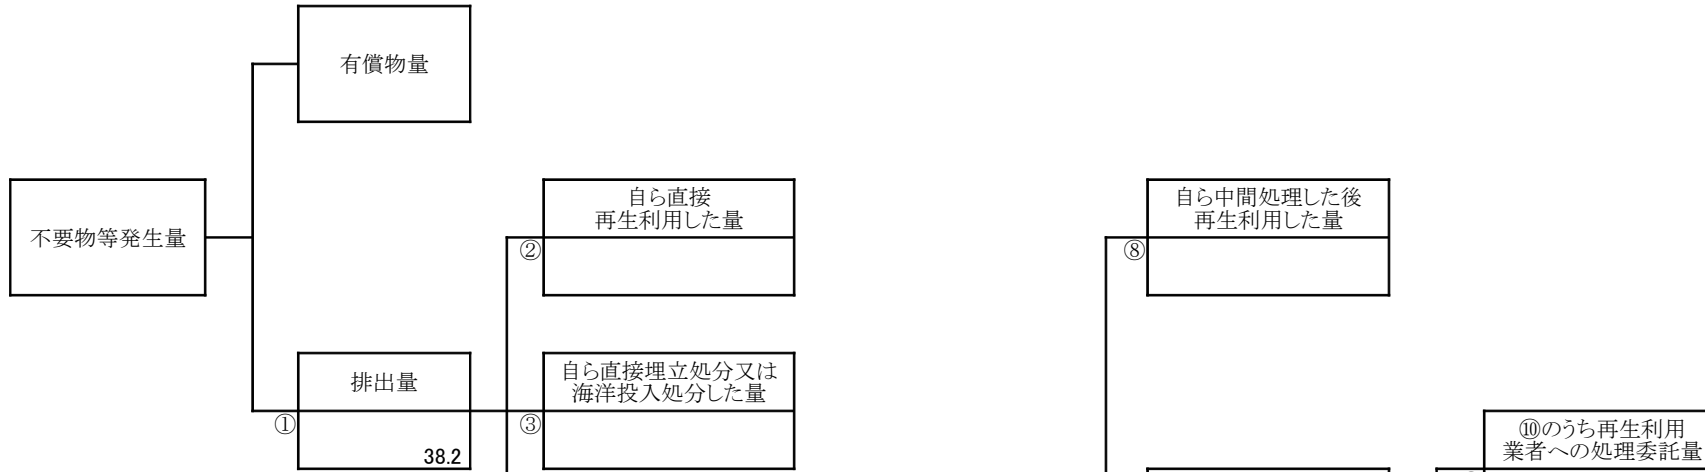 有償物量
不要物等発生量
自ら直接
再生利用した量
②
自ら中間処理した後
再生利用した量
⑧
排出量
①
38.2
自ら直接埋立処分又は
海洋投入処分した量
③
⑩のうち再生利用
業者への処理委託量